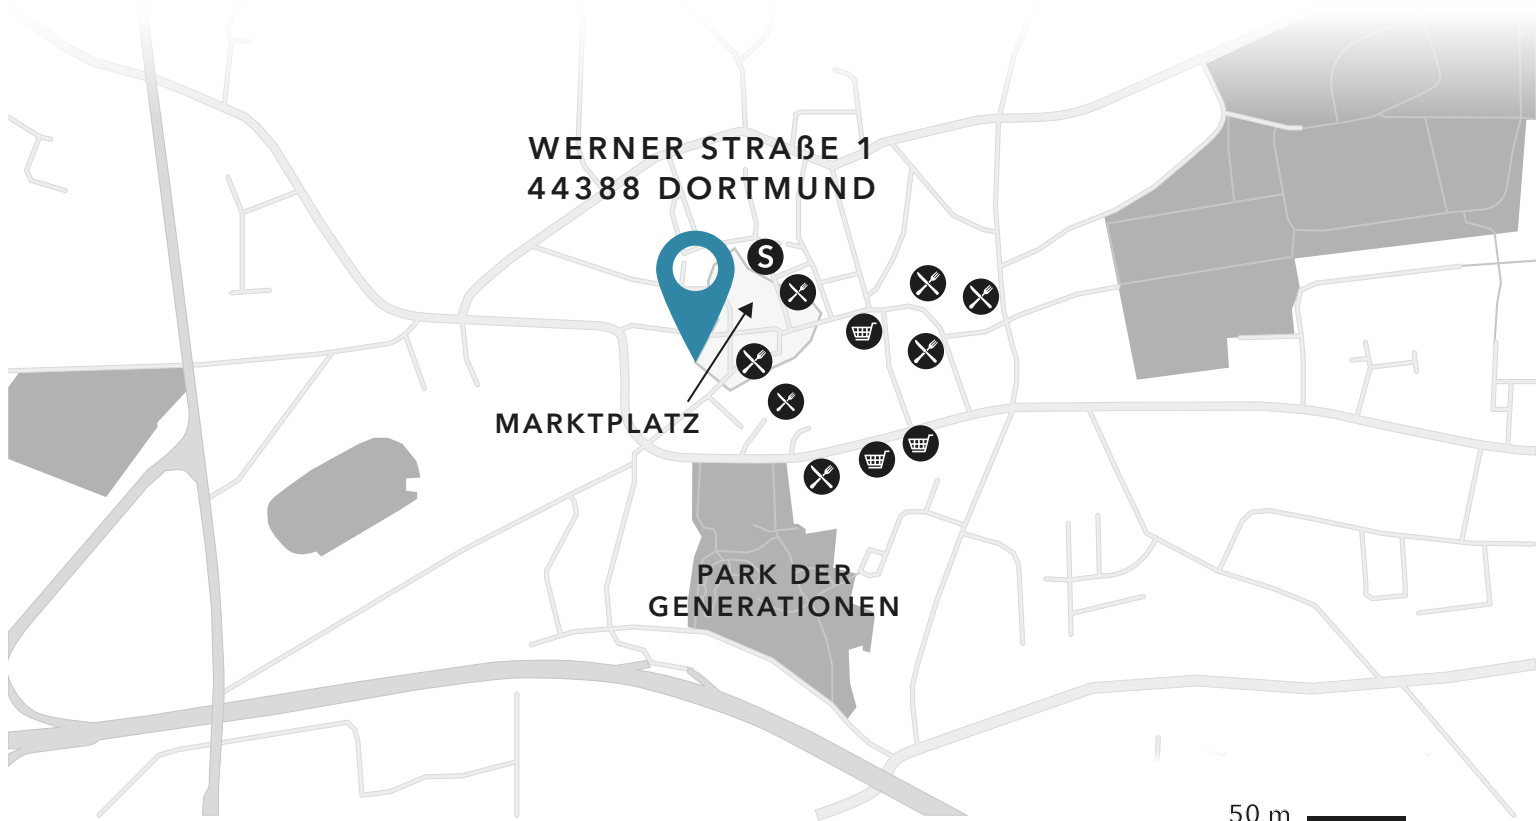 WERNER STRAßE 1
44388 DORTMUND
S
MARKTPLATZ
PARK DER
GENERATIONEN
50 m